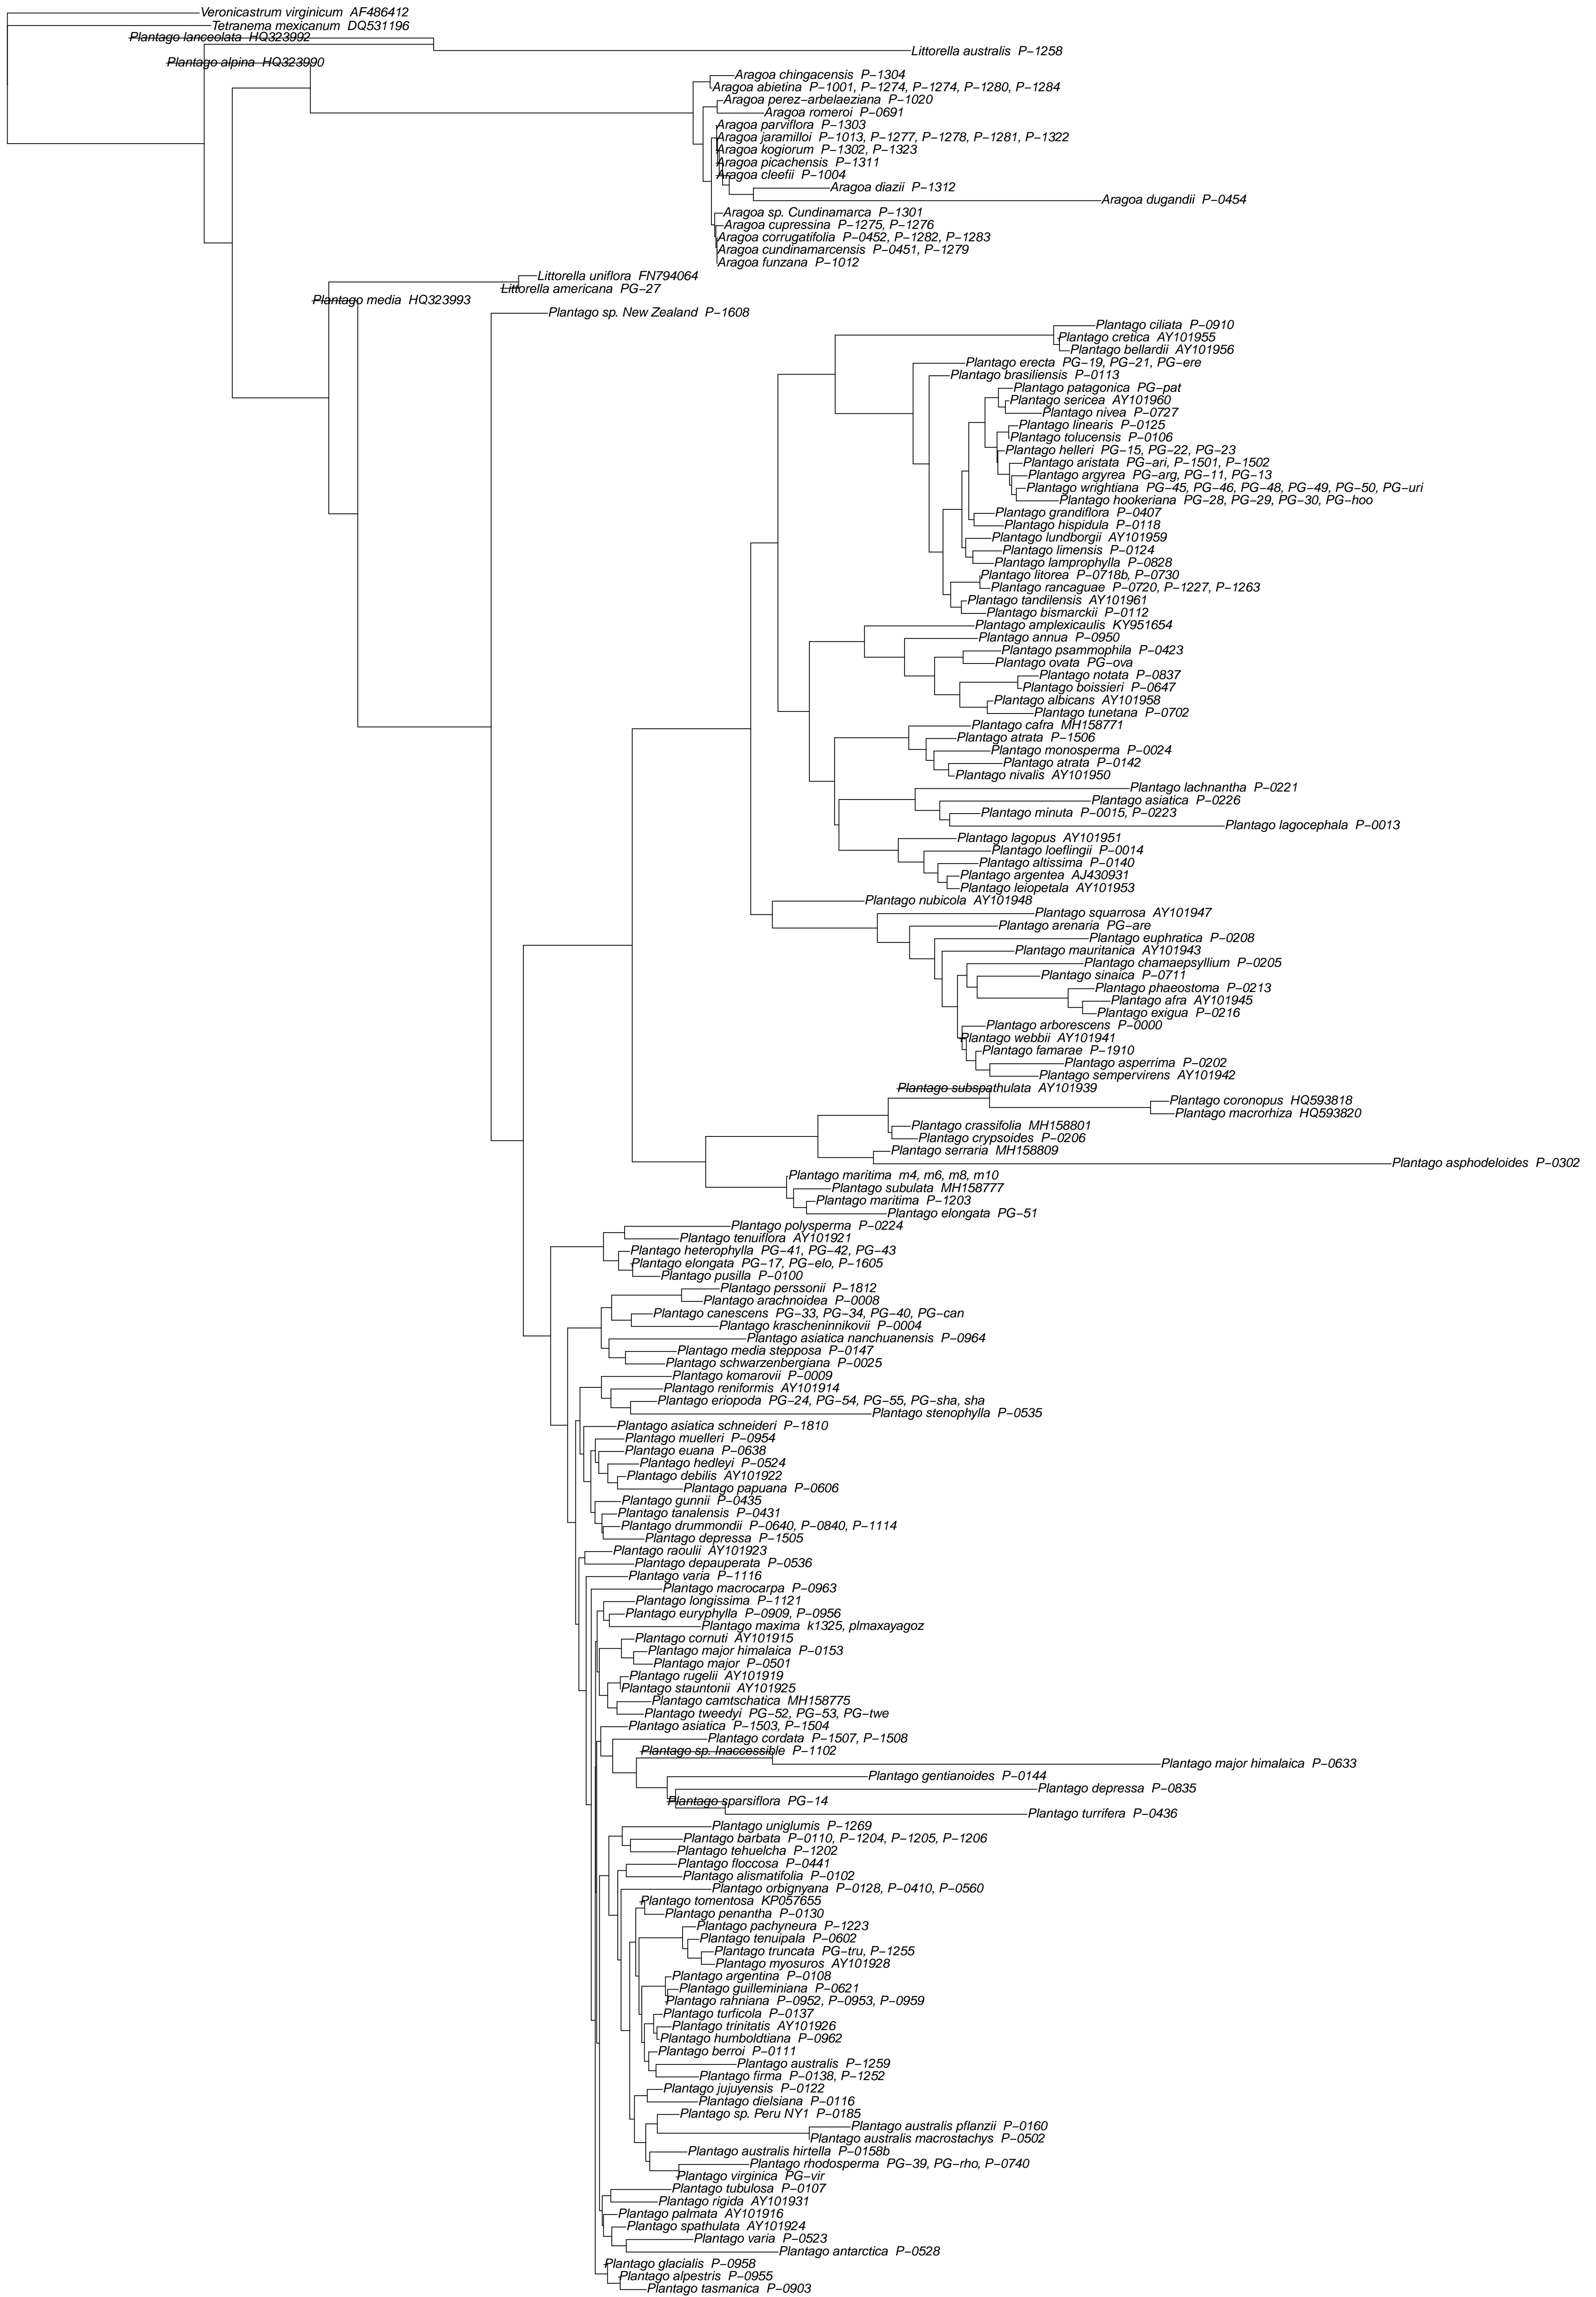 Veronicastrum virginicum AF486412
Tetranema mexicanum DQ531196
Plantago lanceolata HQ323992
Littorella australis P−1258
Plantago alpina HQ323990
Aragoa chingacensis P−1304
Aragoa abietina P−1001, P−1274, P−1274, P−1280, P−1284
Aragoa perez−arbelaeziana P−1020
Aragoa romeroi P−0691
Aragoa parviflora P−1303
Aragoa jaramilloi P−1013, P−1277, P−1278, P−1281, P−1322
Aragoa kogiorum P−1302, P−1323
Aragoa picachensis P−1311
Aragoa cleefii P−1004
Aragoa diazii P−1312
Aragoa dugandii P−0454
Aragoa sp. Cundinamarca P−1301
Aragoa cupressina P−1275, P−1276
Aragoa corrugatifolia P−0452, P−1282, P−1283
Aragoa cundinamarcensis P−0451, P−1279
Aragoa funzana P−1012
Littorella uniflora FN794064
Littorella americana PG−27
Plantago media HQ323993
Plantago sp. New Zealand P−1608
Plantago ciliata P−0910
Plantago cretica AY101955
Plantago bellardii AY101956
Plantago erecta PG−19, PG−21, PG−ere
Plantago brasiliensis P−0113
Plantago patagonica PG−pat
Plantago sericea AY101960
Plantago nivea P−0727
Plantago linearis P−0125
Plantago tolucensis P−0106
Plantago helleri PG−15, PG−22, PG−23
Plantago aristata PG−ari, P−1501, P−1502
Plantago argyrea PG−arg, PG−11, PG−13
Plantago wrightiana PG−45, PG−46, PG−48, PG−49, PG−50, PG−uri
Plantago hookeriana PG−28, PG−29, PG−30, PG−hoo
Plantago grandiflora P−0407
Plantago hispidula P−0118
Plantago lundborgii AY101959
Plantago limensis P−0124
Plantago lamprophylla P−0828
Plantago litorea P−0718b, P−0730
Plantago rancaguae P−0720, P−1227, P−1263
Plantago tandilensis AY101961
Plantago bismarckii P−0112
Plantago amplexicaulis KY951654
Plantago annua P−0950
Plantago psammophila P−0423
Plantago ovata PG−ova
Plantago notata P−0837
Plantago boissieri P−0647
Plantago albicans AY101958
Plantago tunetana P−0702
Plantago cafra MH158771
Plantago atrata P−1506
Plantago monosperma P−0024
Plantago atrata P−0142
Plantago nivalis AY101950
Plantago lachnantha P−0221
Plantago asiatica P−0226
Plantago minuta P−0015, P−0223
Plantago lagocephala P−0013
Plantago lagopus AY101951
Plantago loeflingii P−0014
Plantago altissima P−0140
Plantago argentea AJ430931
Plantago leiopetala AY101953
Plantago nubicola AY101948
Plantago squarrosa AY101947
Plantago arenaria PG−are
Plantago euphratica P−0208
Plantago mauritanica AY101943
Plantago chamaepsyllium P−0205
Plantago sinaica P−0711
Plantago phaeostoma P−0213
Plantago afra AY101945
Plantago exigua P−0216
Plantago arborescens P−0000
Plantago webbii AY101941
Plantago famarae P−1910
Plantago asperrima P−0202
Plantago sempervirens AY101942
Plantago subspathulata AY101939
Plantago coronopus HQ593818
Plantago macrorhiza HQ593820
Plantago crassifolia MH158801
Plantago crypsoides P−0206
Plantago serraria MH158809
Plantago asphodeloides P−0302
Plantago maritima m4, m6, m8, m10
Plantago subulata MH158777
Plantago maritima P−1203
Plantago elongata PG−51
Plantago polysperma P−0224
Plantago tenuiflora AY101921
Plantago heterophylla PG−41, PG−42, PG−43
Plantago elongata PG−17, PG−elo, P−1605
Plantago pusilla P−0100
Plantago perssonii P−1812
Plantago arachnoidea P−0008
Plantago canescens PG−33, PG−34, PG−40, PG−can
Plantago krascheninnikovii P−0004
Plantago asiatica nanchuanensis P−0964
Plantago media stepposa P−0147
Plantago schwarzenbergiana P−0025
Plantago komarovii P−0009
Plantago reniformis AY101914
Plantago eriopoda PG−24, PG−54, PG−55, PG−sha, sha
Plantago stenophylla P−0535
Plantago asiatica schneideri P−1810
Plantago muelleri P−0954
Plantago euana P−0638
Plantago hedleyi P−0524
Plantago debilis AY101922
Plantago papuana P−0606
Plantago gunnii P−0435
Plantago tanalensis P−0431
Plantago drummondii P−0640, P−0840, P−1114
Plantago depressa P−1505
Plantago raoulii AY101923
Plantago depauperata P−0536
Plantago varia P−1116
Plantago macrocarpa P−0963
Plantago longissima P−1121
Plantago euryphylla P−0909, P−0956
Plantago maxima k1325, plmaxayagoz
Plantago cornuti AY101915
Plantago major himalaica P−0153
Plantago major P−0501
Plantago rugelii AY101919
Plantago stauntonii AY101925
Plantago camtschatica MH158775
Plantago tweedyi PG−52, PG−53, PG−twe
Plantago asiatica P−1503, P−1504
Plantago cordata P−1507, P−1508
Plantago sp. Inaccessible P−1102
Plantago major himalaica P−0633
Plantago gentianoides P−0144
Plantago depressa P−0835
Plantago sparsiflora PG−14
Plantago turrifera P−0436
Plantago uniglumis P−1269
Plantago barbata P−0110, P−1204, P−1205, P−1206
Plantago tehuelcha P−1202
Plantago floccosa P−0441
Plantago alismatifolia P−0102
Plantago orbignyana P−0128, P−0410, P−0560
Plantago tomentosa KP057655
Plantago penantha P−0130
Plantago pachyneura P−1223
Plantago tenuipala P−0602
Plantago truncata PG−tru, P−1255
Plantago myosuros AY101928
Plantago argentina P−0108
Plantago guilleminiana P−0621
Plantago rahniana P−0952, P−0953, P−0959
Plantago turficola P−0137
Plantago trinitatis AY101926
Plantago humboldtiana P−0962
Plantago berroi P−0111
Plantago australis P−1259
Plantago firma P−0138, P−1252
Plantago jujuyensis P−0122
Plantago dielsiana P−0116
Plantago sp. Peru NY1 P−0185
Plantago australis pflanzii P−0160
Plantago australis macrostachys P−0502
Plantago australis hirtella P−0158b
Plantago rhodosperma PG−39, PG−rho, P−0740
Plantago virginica PG−vir
Plantago tubulosa P−0107
Plantago rigida AY101931
Plantago palmata AY101916
Plantago spathulata AY101924
Plantago varia P−0523
Plantago antarctica P−0528
Plantago glacialis P−0958
Plantago alpestris P−0955
Plantago tasmanica P−0903